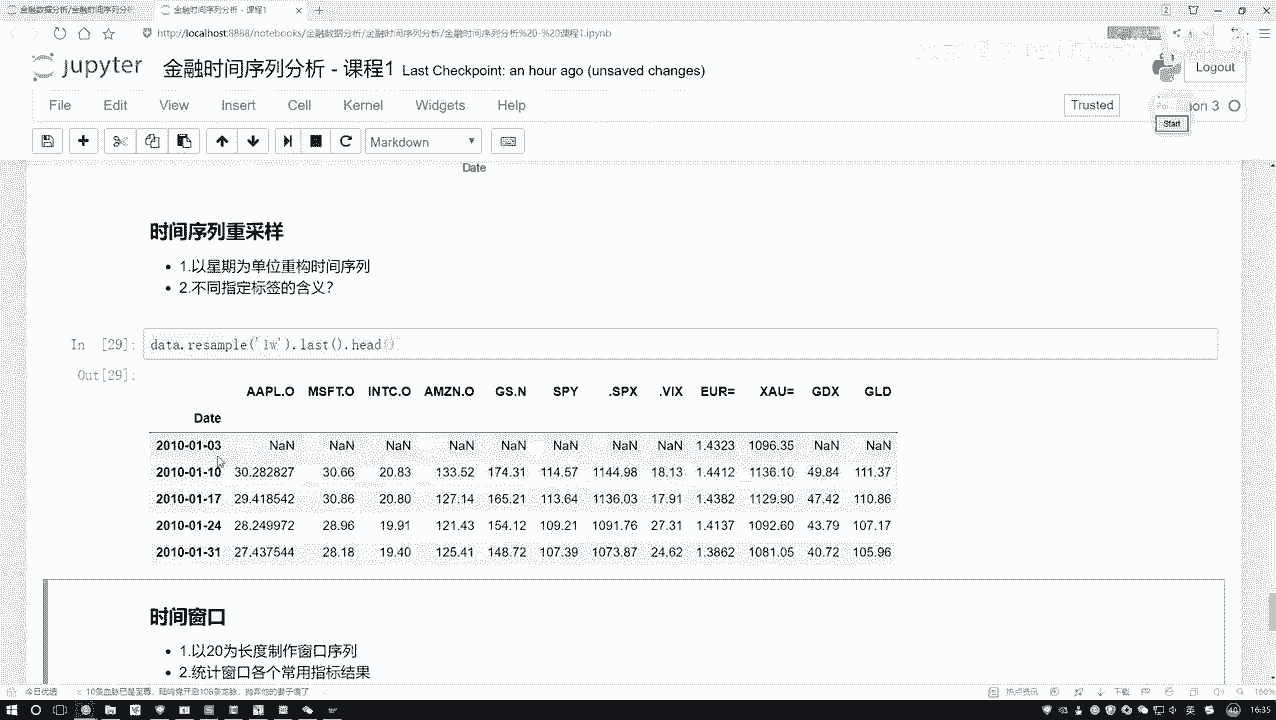 金融数据分析/金融时间序列分析
金融时间序列分析 - 课程1
http://localhost:8888/notebooks/金融数据分析/金融时间序列分析/金融时间序列分析%20-%20课程1.ipynb
jupyter 金融时间序列分析 - 课程1 Last Checkpoint: an hour ago (unsaved changes)
Logout
File Edit View Insert Cell Kernel Widgets Help
Trusted
on 3
Start
Markdown
Date
时间序列重采样
1.以星期为单位重构时间序列
2.不同指定标签的含义?
In [29]: data.resample('1w').last().head()
Out[29]:
AAPL.O MSFT.O INTC.O AMZN.O GS.N SPY .SPX .VIX EUR= XAU= GDX GLD
Date
2010-01-03 NaN NaN NaN NaN NaN NaN NaN NaN 1.4323 1096.35 NaN NaN
2010-01-10 30.282827 30.66 20.83 133.52 174.31 114.57 1144.98 18.13 1.4412 1136.10 49.84 111.37
2010-01-17 29.418542 30.86 20.80 127.14 165.21 113.64 1136.03 17.91 1.4382 1129.90 47.42 110.86
2010-01-24 28.249972 28.96 19.91 121.43 154.12 109.21 1091.76 27.31 1.4137 1092.60 43.79 107.17
2010-01-31 27.437544 28.18 19.40 125.41 148.72 107.39 1073.87 24.62 1.3862 1081.05 40.72 105.96
时间窗口
1.以20为长度制作窗口序列
2.统计窗口各个常用指标结果
今日优选
热点资讯 下载 160%
英 16:35